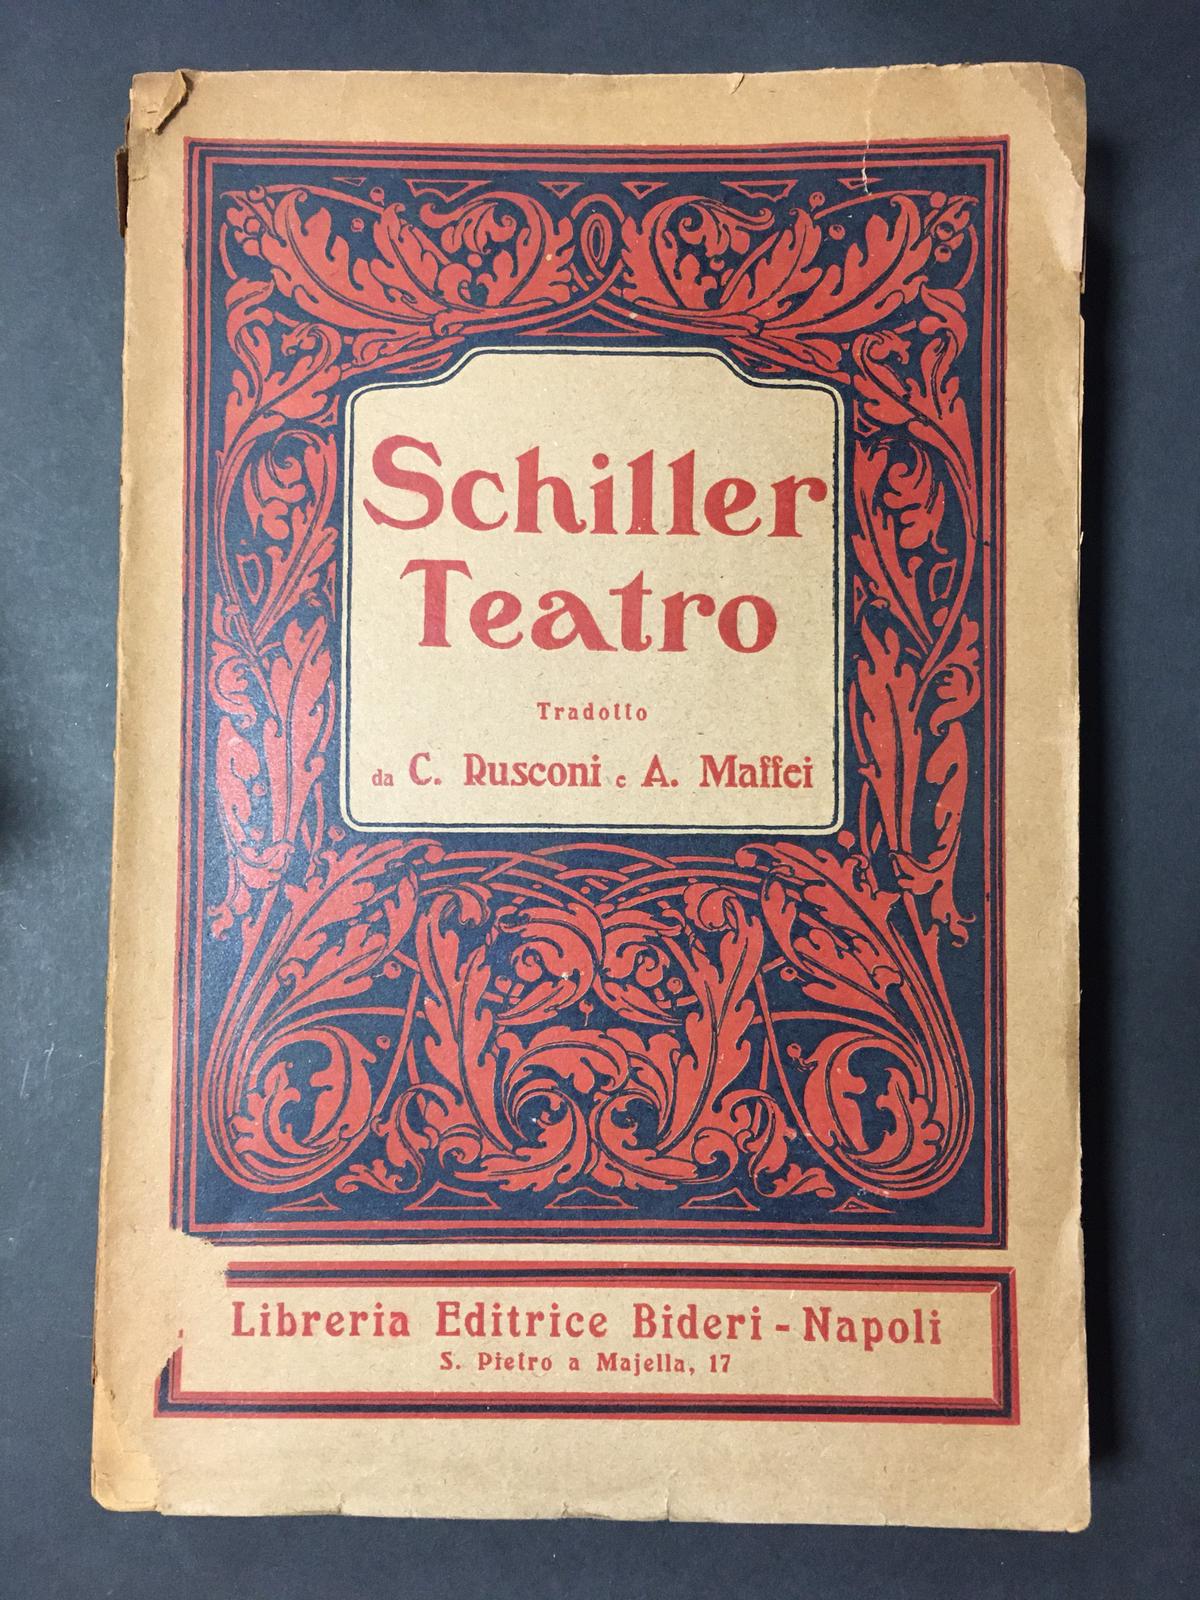 Schiller
Teatro
Tradotto
da C. Rusconi e A. Maffei
Libreria Editrice Bideri - Napoli
S. Pietro a Majella, 17